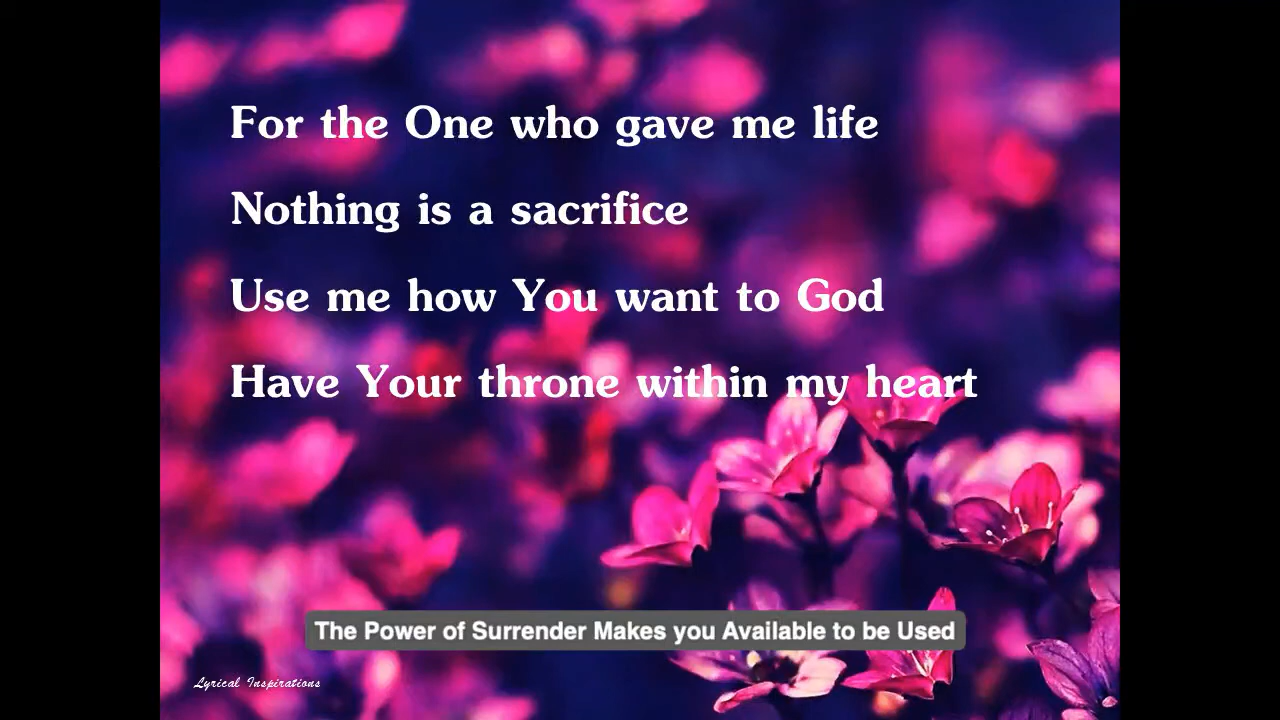 For the One who gave me life
Nothing is a sacrifice
Use me how You want to God
Have Your throne within my heart
The Power of Surrender Makes you Available to be Used
Lyrical Inspirations